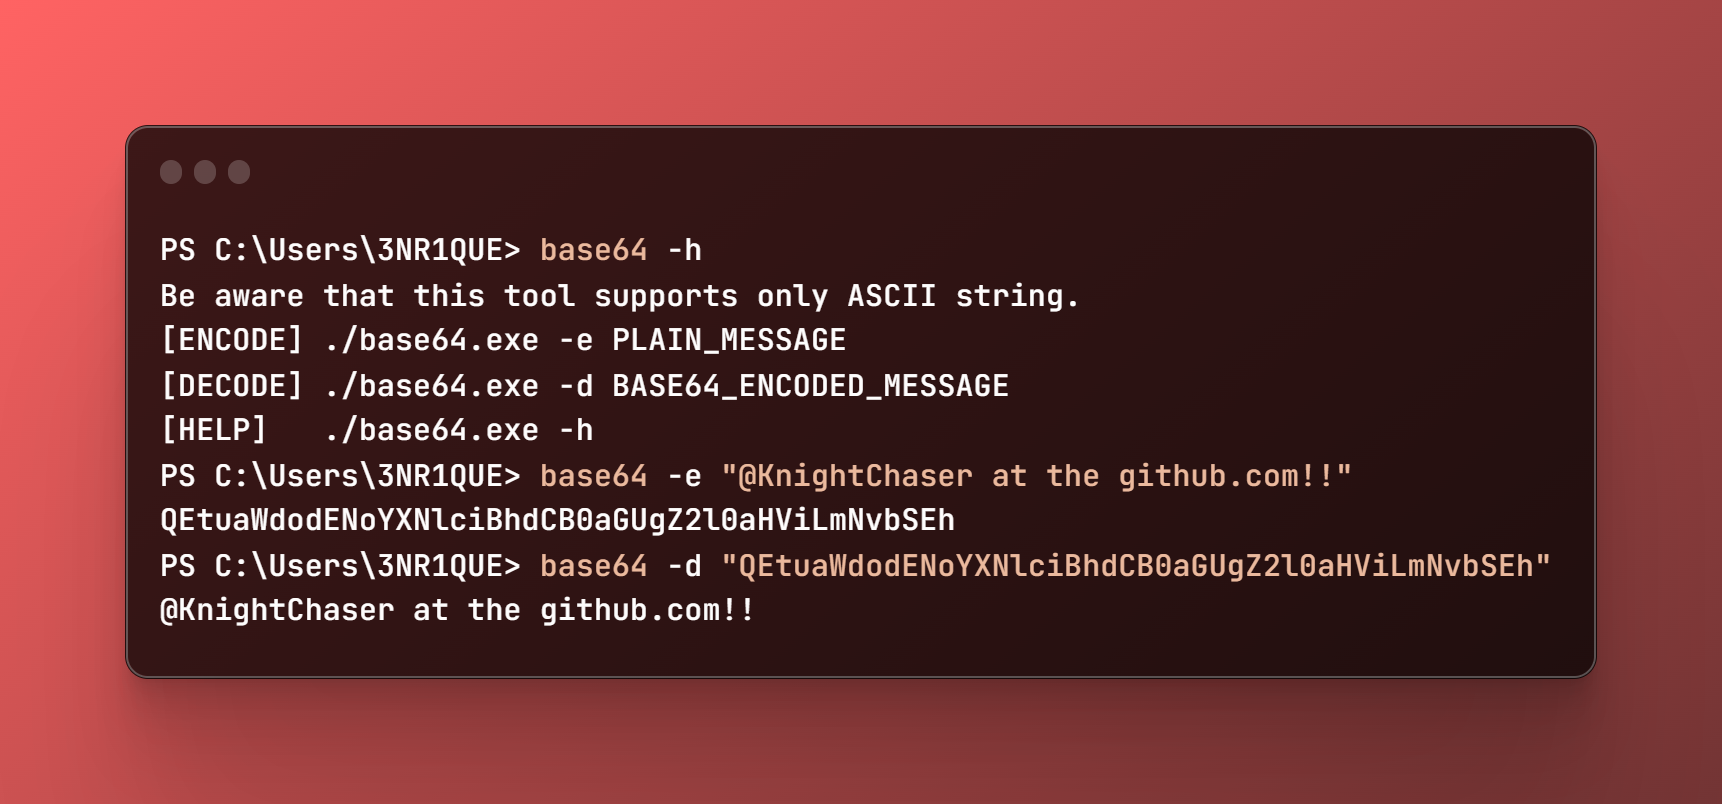 PS C:\Users\3NR1QUE> base64 -h
Be aware that this tool supports only ASCII string.
[ENCODE] ./base64.exe -e PLAIN_MESSAGE
[DECODE] ./base64.exe -d BASE64_ENCODED_MESSAGE
[HELP]   ./base64.exe -h
PS C:\Users\3NR1QUE> base64 -e "@KnightChaser at the github.com!!"
QEtuaWdodENoYXNlciBhdCB0aGUgZ2l0aHViLmNvbSEh
PS C:\Users\3NR1QUE> base64 -d "QEtuaWdodENoYXNlciBhdCB0aGUgZ2l0aHViLmNvbSEh"
@KnightChaser at the github.com!!